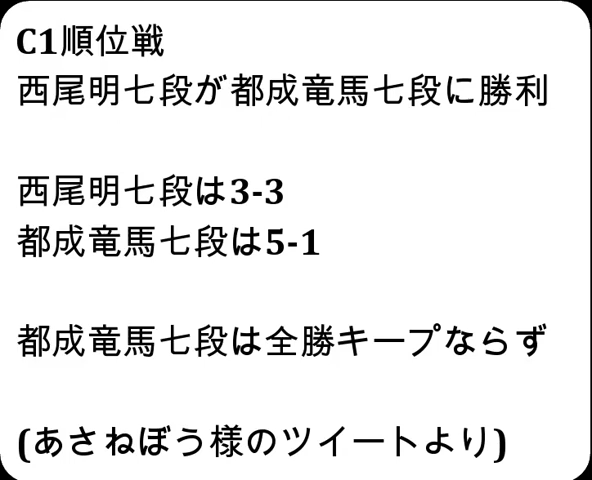 C1順位戦
西尾明七段が都成竜馬七段に勝利
西尾明七段は3-3
都成竜馬七段は5-1
都成竜馬七段は全勝キープならず
(あさねぼう様のツイートより)